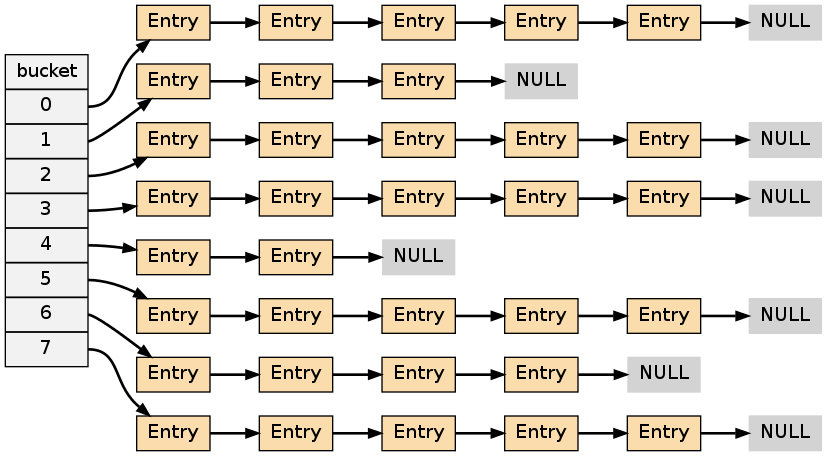 Entry Entry Entry Entry Entry NULL
bucket
0
Entry Entry Entry NULL
1
Entry Entry Entry Entry Entry NULL
2
Entry Entry Entry Entry Entry NULL
3
4
Entry Entry NULL
5
Entry Entry Entry Entry Entry NULL
6
7
Entry Entry Entry Entry NULL
Entry Entry Entry Entry Entry NULL